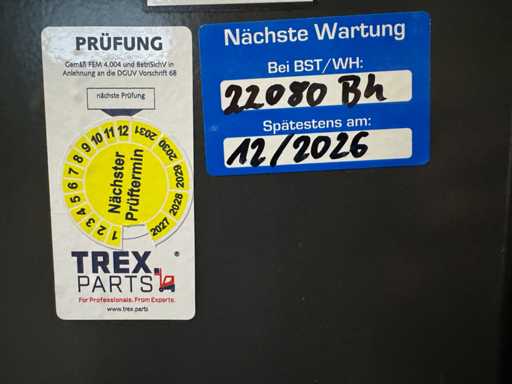 PRÜFUNG
Gemäß FEM 4.004 und BetrSichV in
Anlehnung an die DGUV Vorschrift 68
nächste Prüfung
1 2 3 4 5 6 7 8 9 10 11 12 2031 2030 2029 2028 2027
Nächster
Prüftermin
TREX.®
PARTS
For Professionals. From Experts.
www.trex.parts
Nächste Wartung
Bei BST/WH:
22080 Bh
Spätestens am:
12/2026